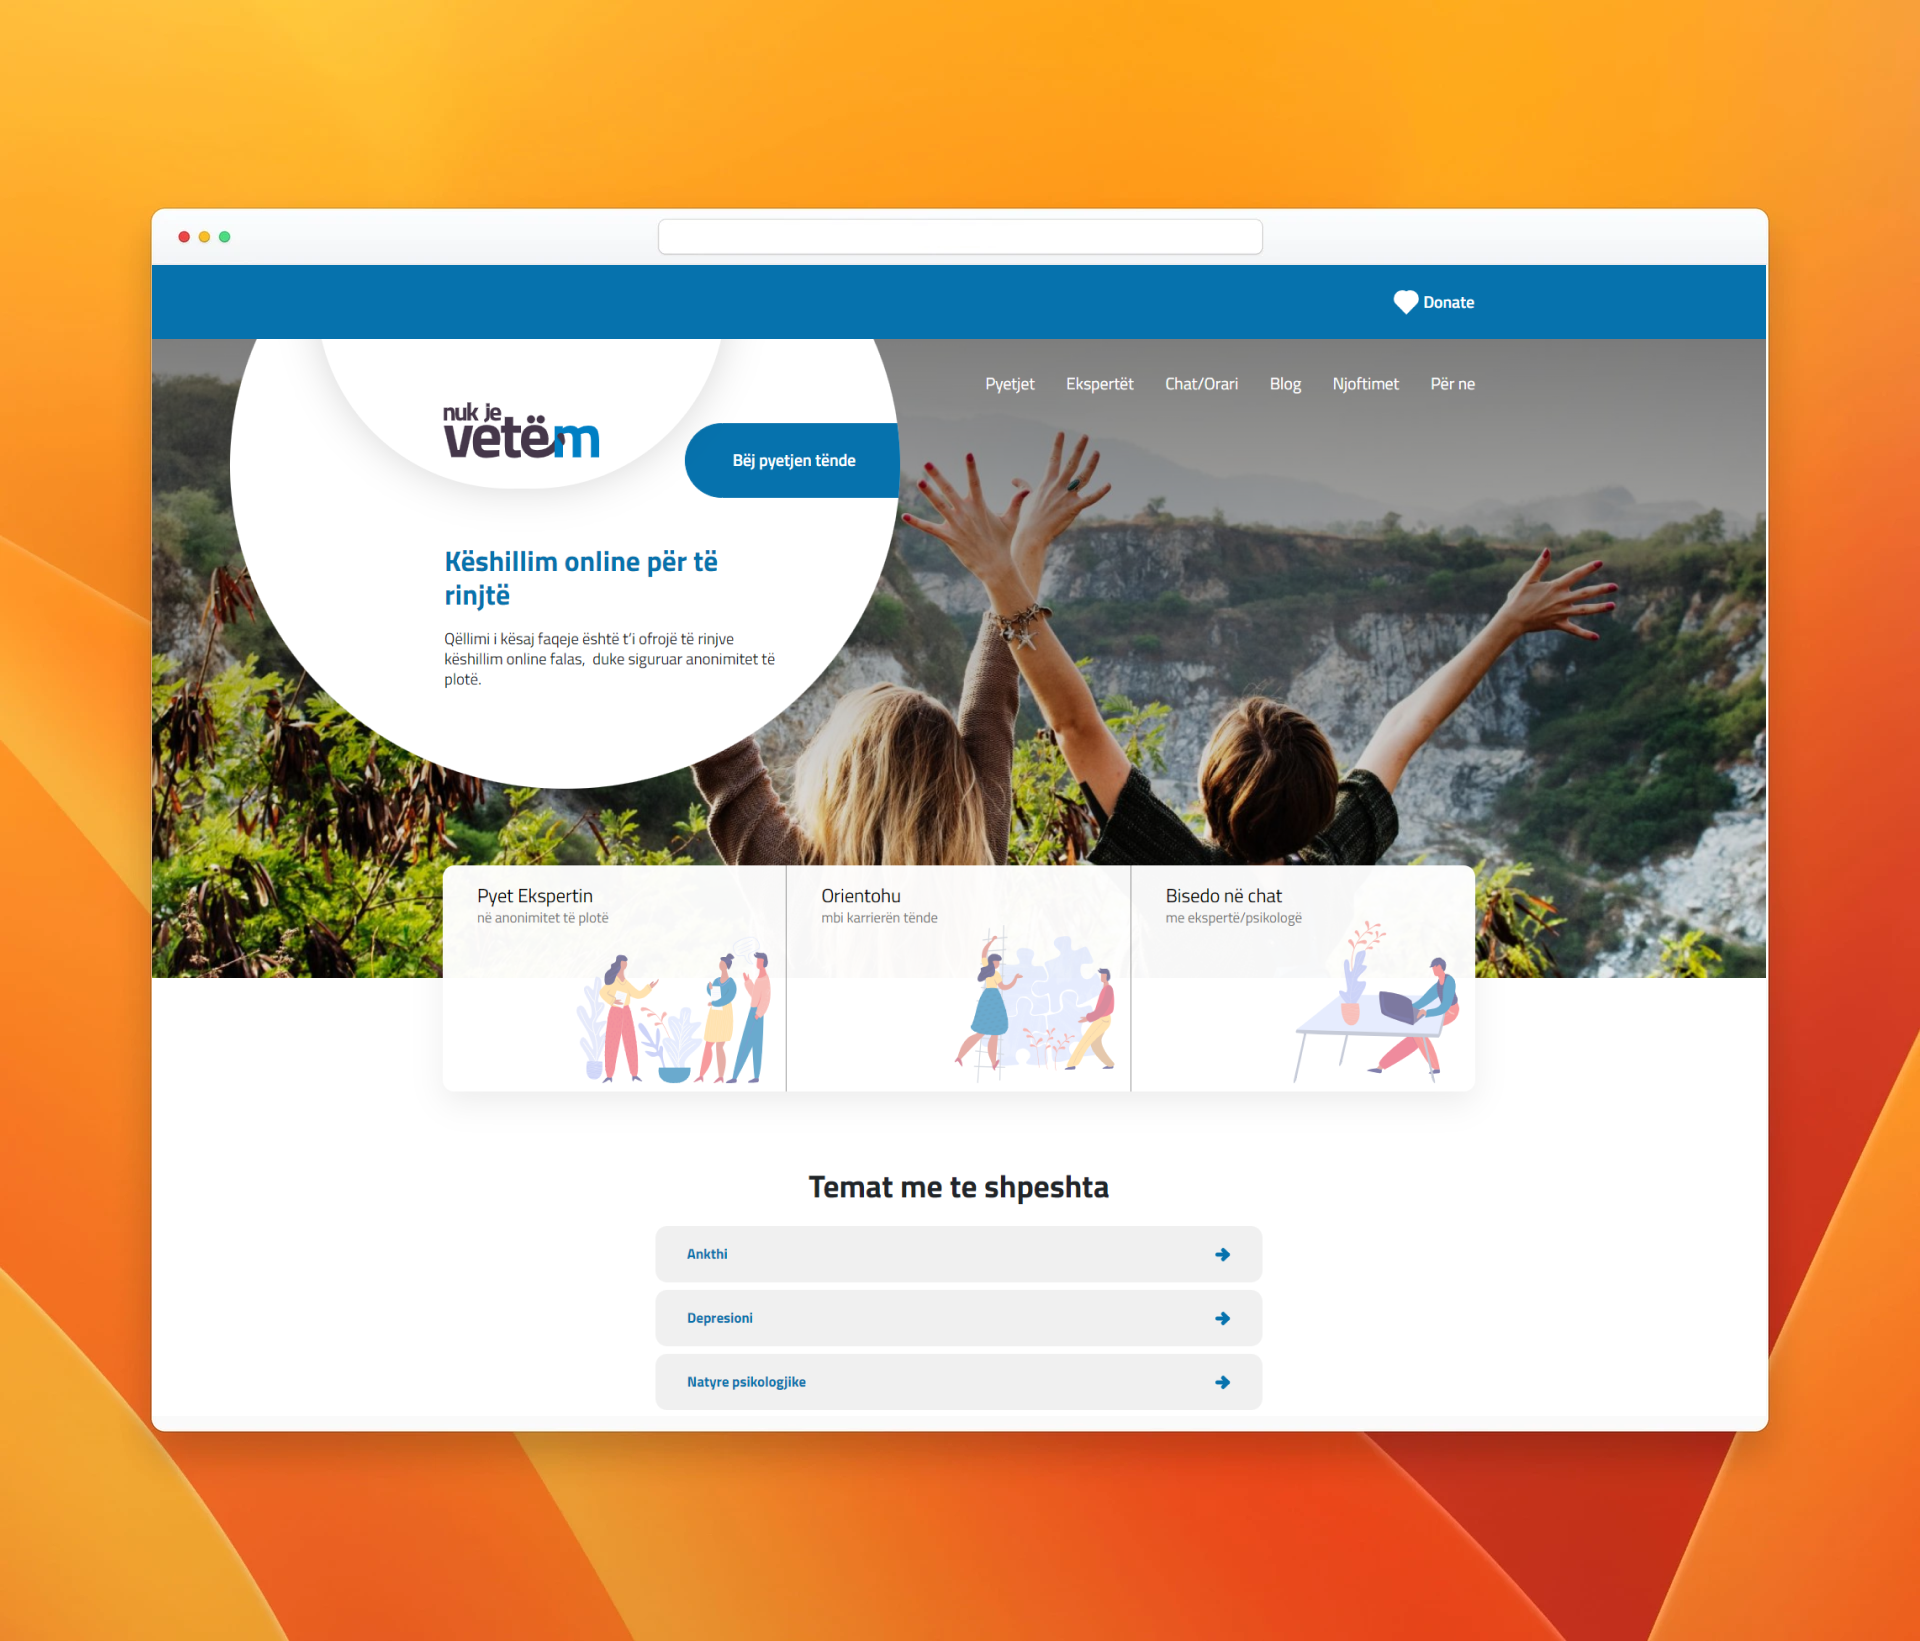 Donate
Pyetjet Ekspertët Chat/Orari Blog Njoftimet Për ne
nuk je
vetëm
Bëj pyetjen tënde
Këshillim online për të
rinjtë
Qëllimi i kësaj faqeje është t’i ofrojë të rinjve
këshillim online falas, duke siguruar anonimitet të
plotë.
Pyet Ekspertin
në anonimitet të plotë
Orientohu
mbi karrierën tënde
Bisedo në chat
me ekspertë/psikologë
Temat me te shpeshta
Ankthi
Depresioni
Natyre psikologjike